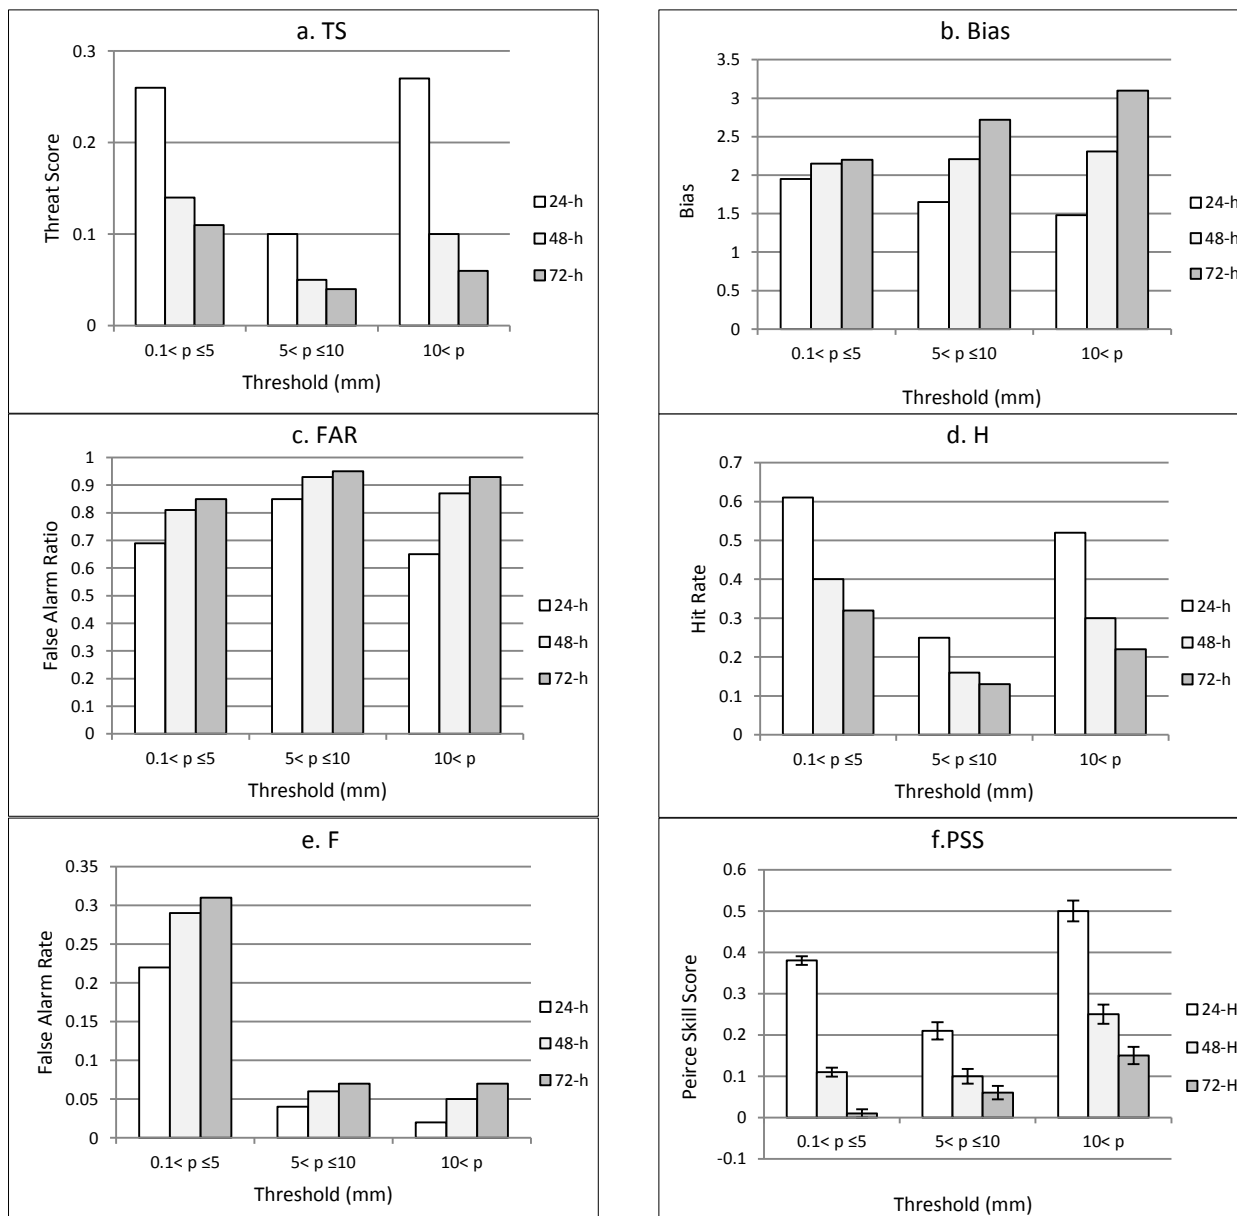 a. TS
0.3
0.2
0.1
0
Threat Score
0.1< p ≤5 5< p ≤10 10< p
Threshold (mm)
24-h
48-h
72-h
b. Bias
3.5
3
2.5
2
1.5
1
0.5
0
Bias
0.1< p ≤5 5< p ≤10 10< p
Threshold (mm)
24-h
48-h
72-h
c. FAR
1
0.9
0.8
0.7
0.6
0.5
0.4
0.3
0.2
0.1
0
False Alarm Ratio
0.1< p ≤5 5< p ≤10 10< p
Threshold (mm)
24-h
48-h
72-h
d. H
0.7
0.6
0.5
0.4
0.3
0.2
0.1
0
Hit Rate
0.1< p ≤5 5< p ≤10 10< p
Threshold (mm)
24-h
48-h
72-h
e. F
0.35
0.3
0.25
0.2
0.15
0.1
0.05
0
False Alarm Rate
0.1< p ≤5 5< p ≤10 10< p
Threshold (mm)
24-h
48-h
72-h
f.PSS
0.6
0.5
0.4
0.3
0.2
0.1
0
-0.1
Peirce Skill Score
0.1< p ≤5 5< p ≤10 10< p
Threshold (mm)
24-H
48-H
72-H